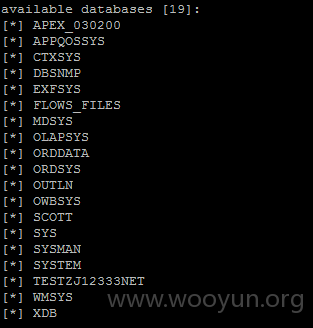 available databases [19]:
[*] APEX_030200
[*] APPQOSSYS
[*] CTXSYS
[*] DBSNMP
[*] EXFSYS
[*] FLOWS_FILES
[*] MDSYS
[*] OLAPSYS
[*] ORDDATA
[*] ORDSYS
[*] OUTLN
[*] OWBSYS
[*] SCOTT
[*] SYS
[*] SYSMAN
[*] SYSTEM
[*] TESTZJ12333NET
[*] WMSYS
[*] XDB
www.wooyun.org